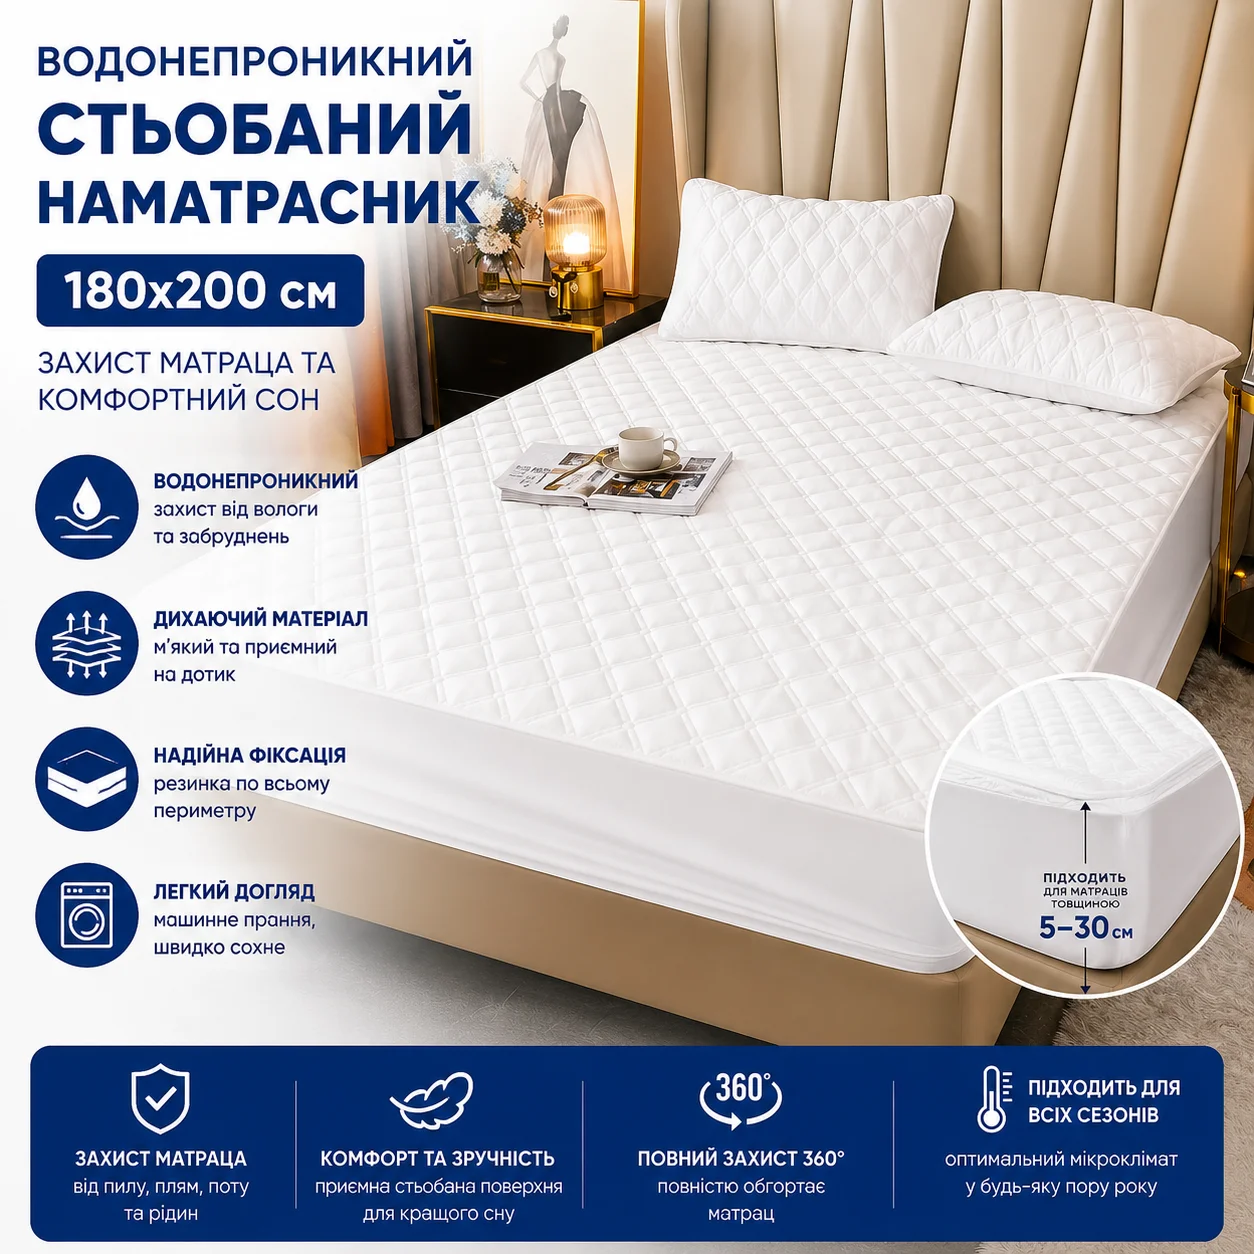 ВОДОНЕПРОНИКНИЙ
СТЬОБАНИЙ
НАМАТРАСНИК
180x200 см
ЗАХИСТ МАТРАЦА ТА
КОМФОРТНИЙ СОН
ВОДОНЕПРОНИКНИЙ
захист від вологи
та забруднень
ДИХАЮЧИЙ МАТЕРІАЛ
м'який та приємний
на дотик
НАДІЙНА ФІКСАЦІЯ
резинка по всьому
периметру
ЛЕГКИЙ ДОГЛЯД
машинне прання,
швидко сохне
ПІДХОДИТЬ
ДЛЯ МАТРАЦІВ
ТОВЩИНОЮ
5–30 см
ЗАХИСТ МАТРАЦА
від пилу, плям, поту
та рідин
КОМФОРТ ТА ЗРУЧНІСТЬ
приємна стьобана поверхня
для кращого сну
360°
ПОВНИЙ ЗАХИСТ 360°
повністю обгортає
матрац
ПІДХОДИТЬ ДЛЯ
ВСІХ СЕЗОНІВ
оптимальний мікроклімат
у будь-яку пору року